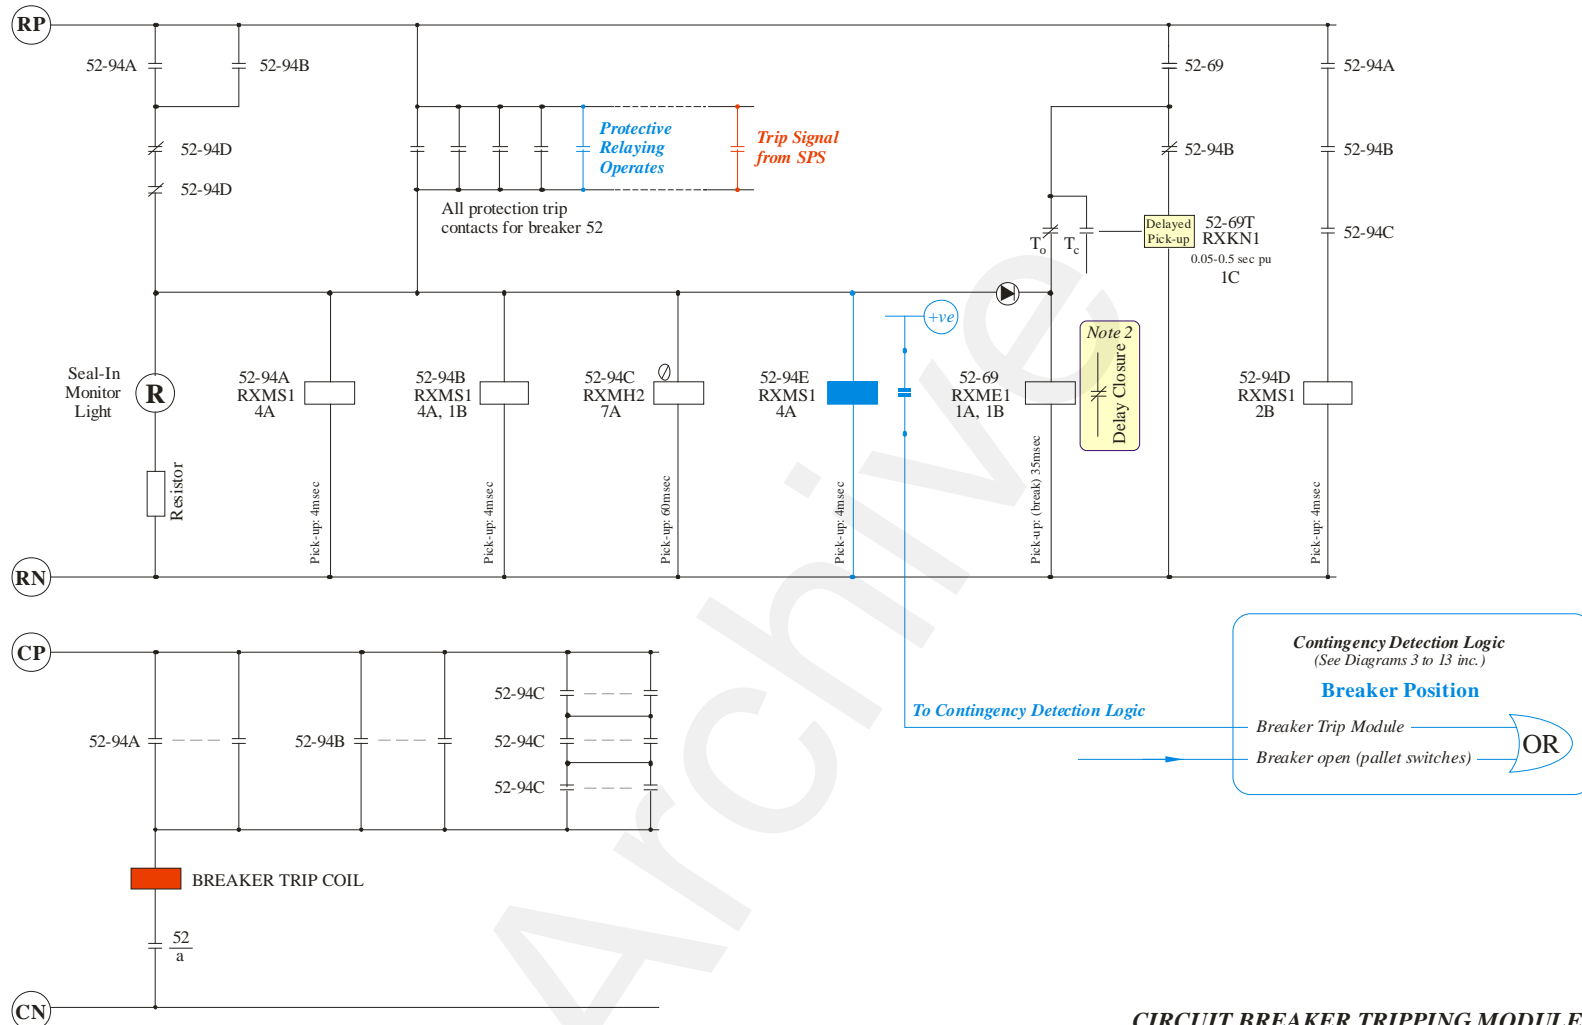 RP
52-94A
52-94B
52-69
52-94A
Protective
Relaying
Operates
Trip Signal
from SPS
52-94D
52-94D
52-94B
52-94B
All protection trip
contacts for breaker 52
To
Tc
Delayed
Pick-up
52-69T
RXKN1
0.05-0.5 sec pu
1C
52-94C
+ve
Note 2
Delay Closure
Seal-In
Monitor
Light
R
Resistor
52-94A
RXMS1
4A
Pick-up: 4msec
52-94B
RXMS1
4A, 1B
Pick-up: 4msec
52-94C
RXMH2
7A
Pick-up: 60msec
52-94E
RXMS1
4A
Pick-up: 4msec
52-69
RXME1
1A, 1B
Pick-up: (break) 35msec
52-94D
RXMS1
2B
Pick-up: 4msec
RN
CP
52-94A
52-94B
52-94C
52-94C
52-94C
To Contingency Detection Logic
Contingency Detection Logic
(See Diagrams 3 to 13 inc.)
Breaker Position
Breaker Trip Module
Breaker open (pallet switches)
OR
BREAKER TRIP COIL
52
a
CN
CIRCUIT BREAKER TRIPPING MODULE
Archive